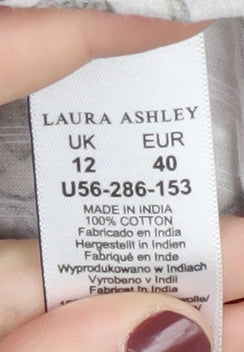 LAURA ASHLEY
UK EUR
12 40
U56-286-153
MADE IN INDIA
100% COTTON
Fabricado en India
Hergestellt in Indien
Fabriqué en Inde
Wyprodukowano w Indiach
Vyrobeno v Indii
Fabricat în India